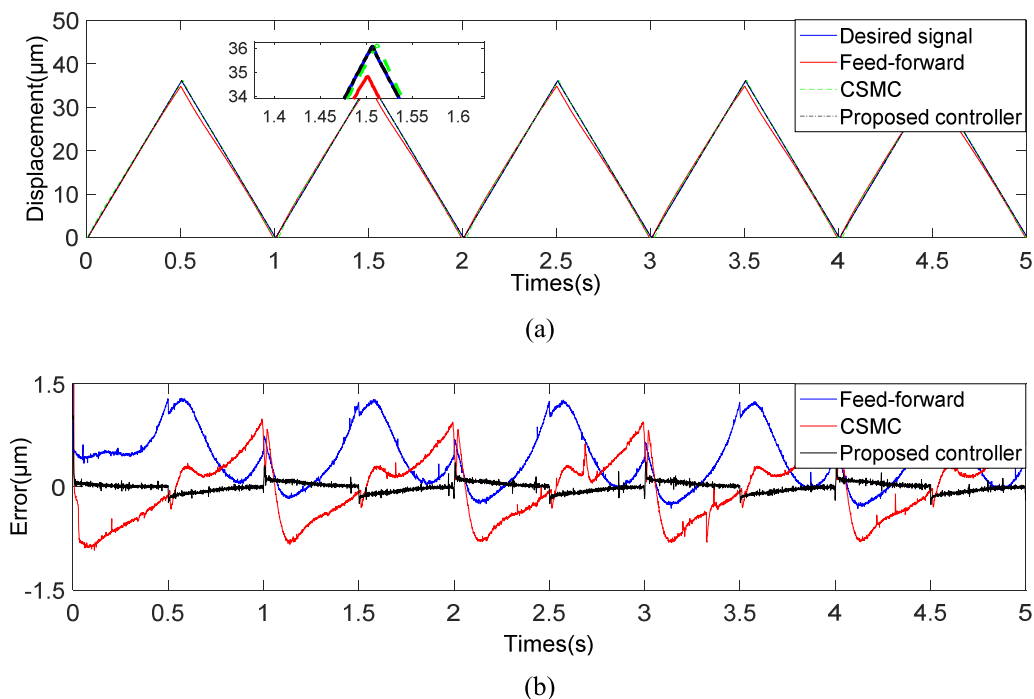 50
40
30
20
10
0
Displacement(μm)
36
35
34
1.4 1.45 1.5 1.55 1.6
Desired signal
Feed-forward
CSMC
Proposed controller
0 0.5 1 1.5 2 2.5 3 3.5 4 4.5 5
Times(s)
(a)
1.5
0
-1.5
Error(μm)
Feed-forward
CSMC
Proposed controller
0 0.5 1 1.5 2 2.5 3 3.5 4 4.5 5
Times(s)
(b)